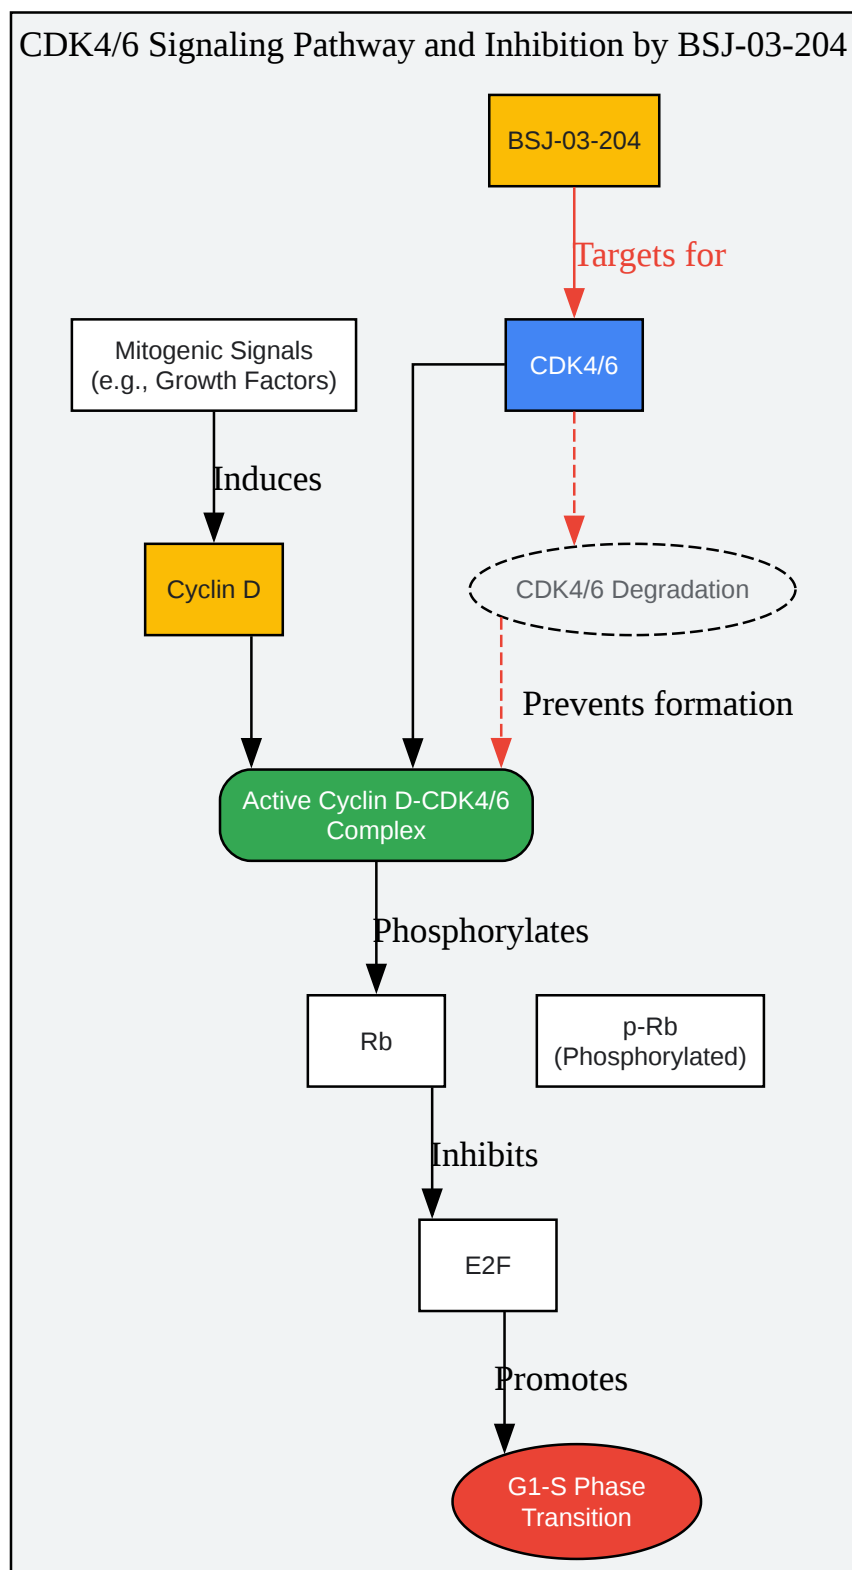 CDK4/6 Signaling Pathway and Inhibition by BSJ-03-204
BSJ-03-204
Targets for
Mitogenic Signals
(e.g., Growth Factors)
CDK4/6
Induces
Cyclin D
CDK4/6 Degradation
Prevents formation
Active Cyclin D-CDK4/6
Complex
Phosphorylates
Rb
p-Rb
(Phosphorylated)
Inhibits
E2F
Promotes
G1-S Phase
Transition